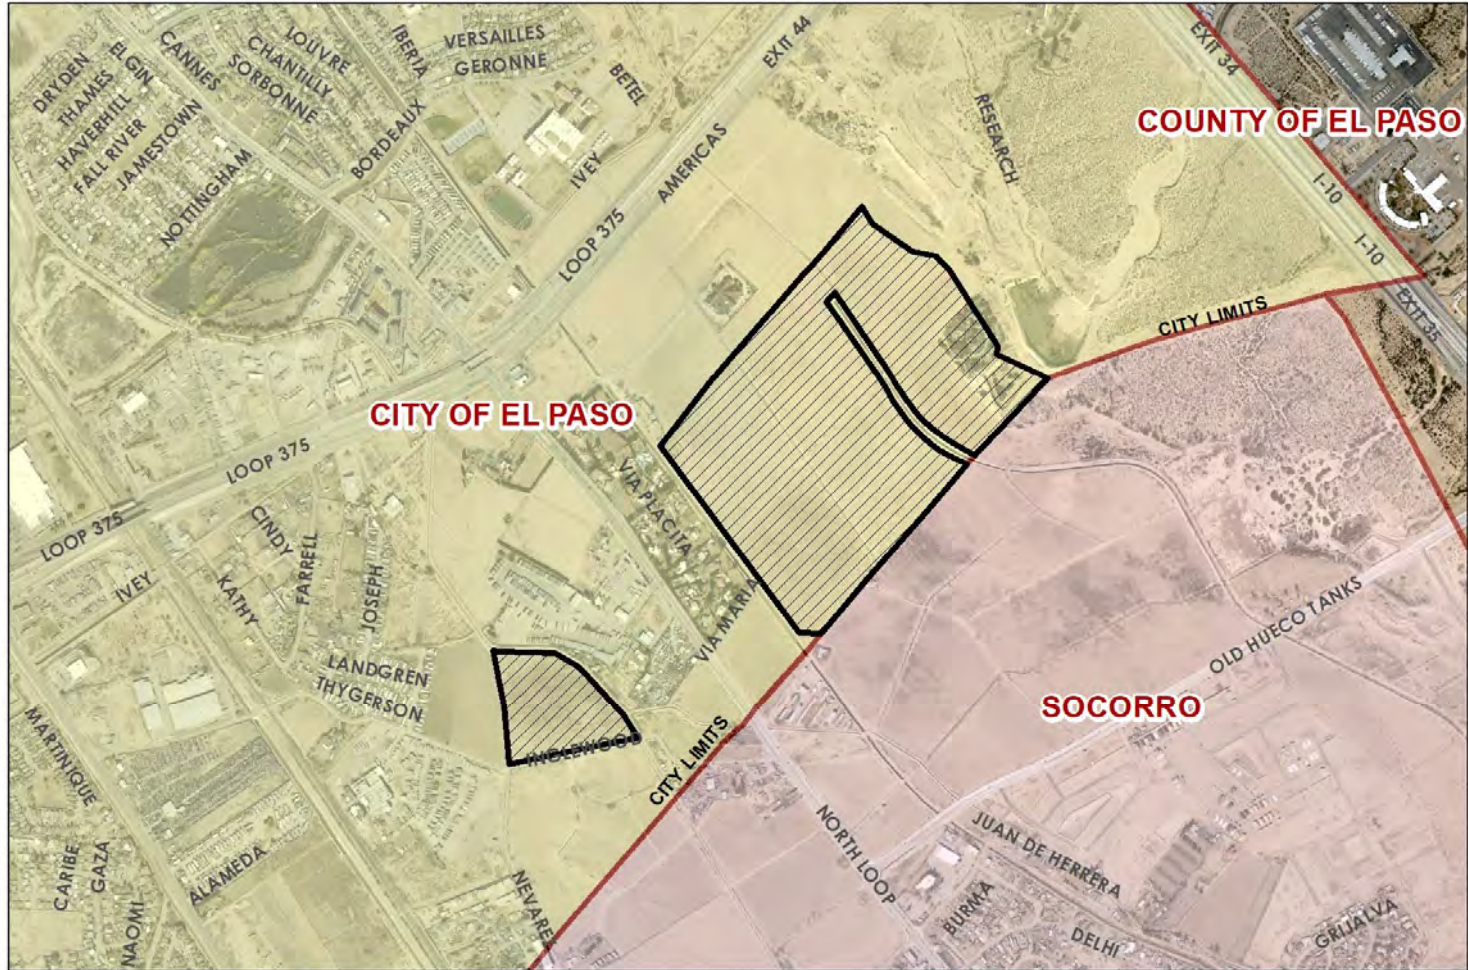 DRYDEN
THAMES
ELGIN
HAVERHILL
FALL RIVER
JAMESTOWN
NOTTINGHAM
CANNES
LOUVRE
CHANTILLY
SORBONNE
IBERIA
BORDEAUX
VERSAILLES
GERONNE
BETEL
IVEY
EXIT 44
AMERICAS
LOOP 375
RESEARCH
EXIT 34
COUNTY OF EL PASO
I-10
I-10
EXIT 35
CITY LIMITS
CITY OF EL PASO
LOOP 375
LOOP 375
IVEY
CINDY
KATHY
FARRELL
JOSEPH
LANDGREN
THYGERSON
VIA PLACITA
VIA MARIA
INGLEWOOD
CITY LIMITS
OLD HUECO TANKS
SOCORRO
MARTINIQUE
CARIBE
GAZA
NAOMI
ALAMEDA
NEVAREZ
NORTH LOOP
JUAN DE HERRERA
BURMA
DELHI
GRIJALVA